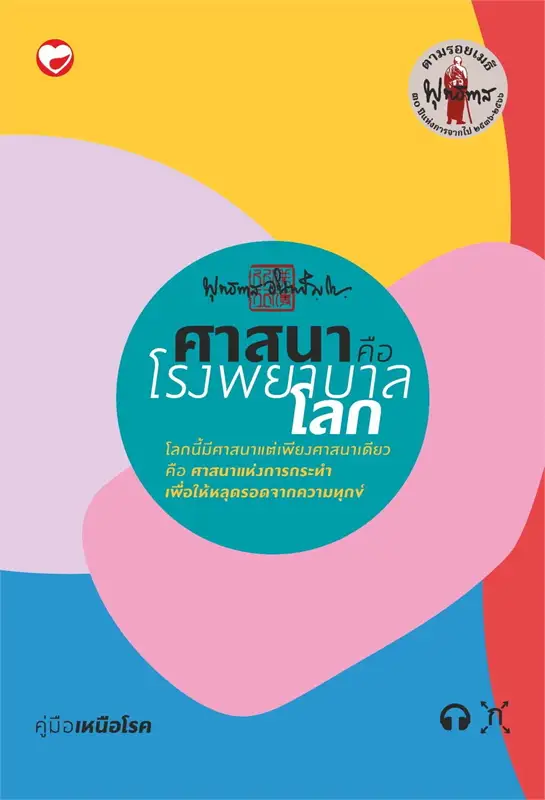 ตามรอยเมธี
พุทธทาส
๓๐ ปีแห่งการจากไป ๒๕๓๖-๒๕๖๖
พุทธทาส อินทปัญโญ
ศาสนาคือ
โรงพยาบาล
โลก
โลกนี้มีศาสนาแต่เพียงศาสนาเดียว
คือ ศาสนาแห่งการกระทำ
เพื่อให้หลุดรอดจากความทุกข์
คู่มือเหนือโรค
ก